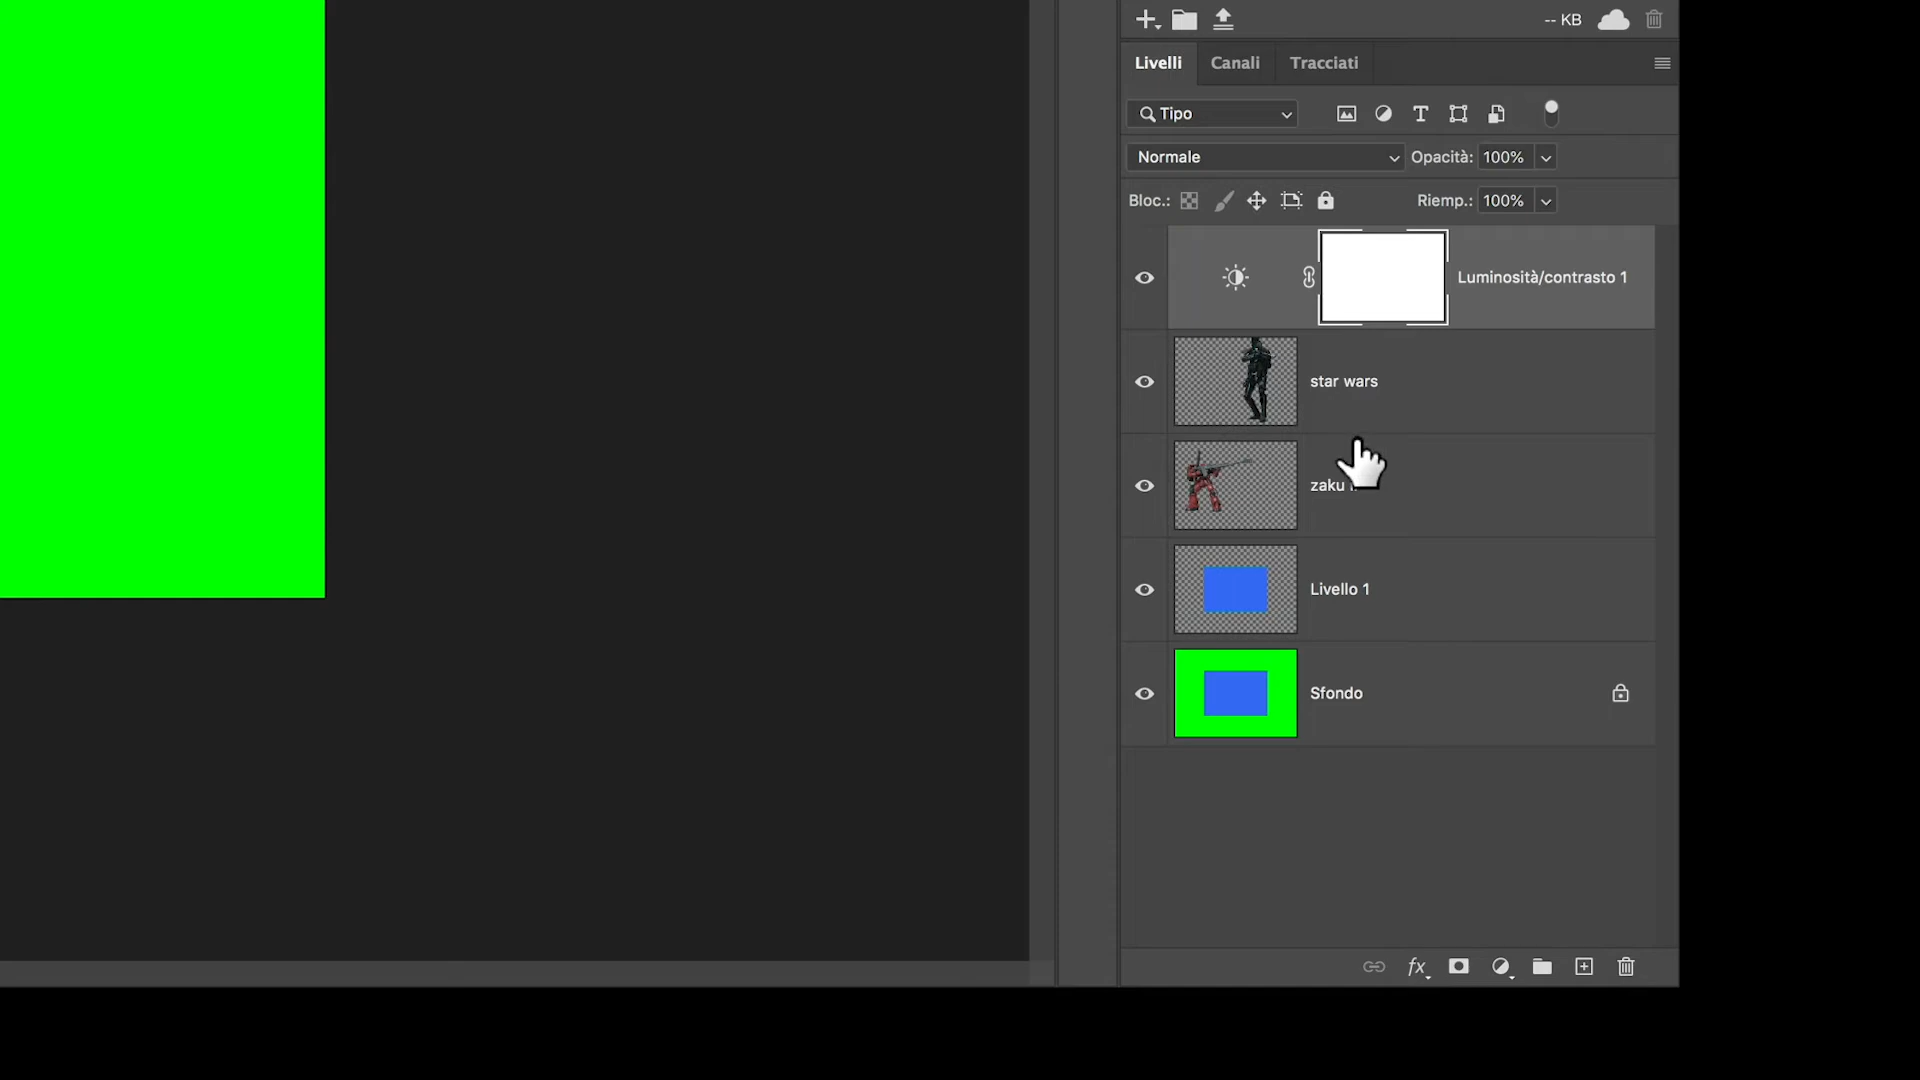 -- KB
Livelli Canali Tracciati
Tipo
Normale Opacità: 100%
Bloc.: Riemp.: 100%
Luminosità/contrasto 1
star wars
zaku
Livello 1
Sfondo
fx